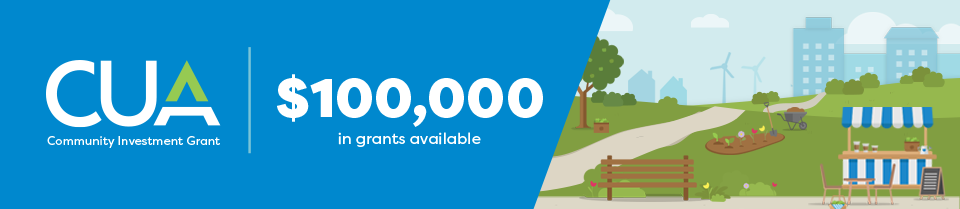 CUA
Community Investment Grant
$100,000
in grants available